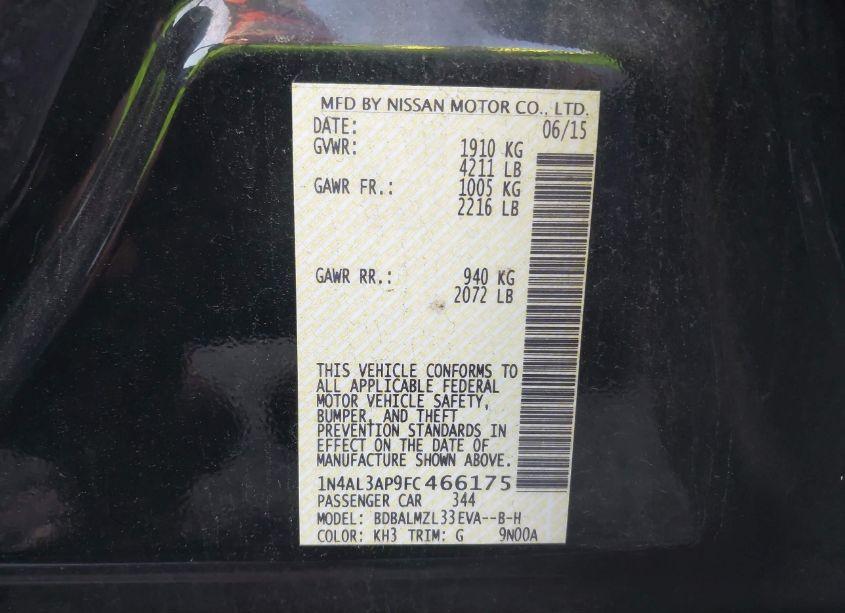 MFD BY NISSAN MOTOR CO., LTD.
DATE: 06/15
GVWR: 1910 KG
4211 LB
GAWR FR.: 1005 KG
2216 LB
GAWR RR.: 940 KG
2072 LB
THIS VEHICLE CONFORMS TO
ALL APPLICABLE FEDERAL
MOTOR VEHICLE SAFETY,
BUMPER, AND THEFT
PREVENTION STANDARDS IN
EFFECT ON THE DATE OF
MANUFACTURE SHOWN ABOVE.
1N4AL3AP9FC466175
PASSENGER CAR 344
MODEL: BDBALMZL33EVA--B-H
COLOR: KH3 TRIM: G 9N00A